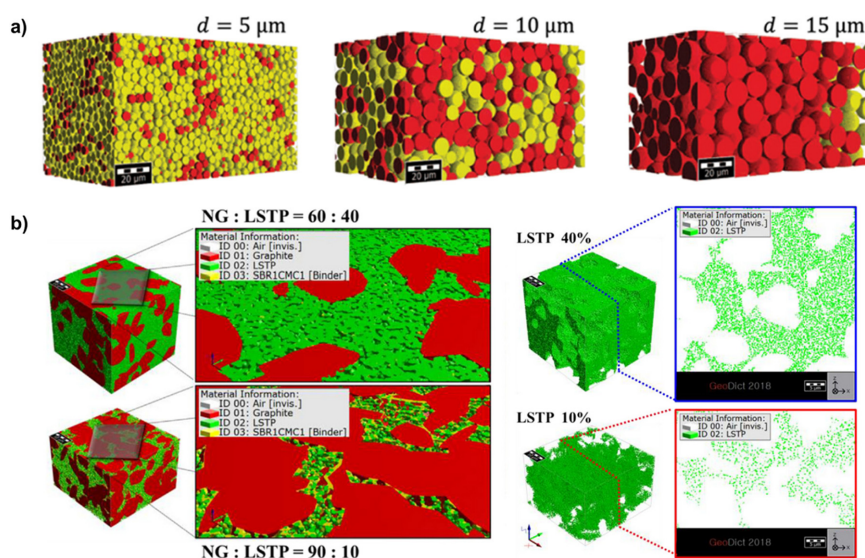 a)
d = 5 μm
d = 10 μm
d = 15 μm
20 μm
20 μm
20 μm
b)
NG : LSTP = 60 : 40
Material Information:
ID 00: Air [invis.]
ID 01: Graphite
ID 02: LSTP
ID 03: SBR1CMC1 [Binder]
LSTP 40%
Material Information:
ID 00: Air [invis.]
ID 02: LSTP
GeoDict 2018
Material Information:
ID 00: Air [invis.]
ID 01: Graphite
ID 02: LSTP
ID 03: SBR1CMC1 [Binder]
NG : LSTP = 90 : 10
LSTP 10%
Material Information:
ID 00: Air [invis.]
ID 02: LSTP
GeoDict 2018